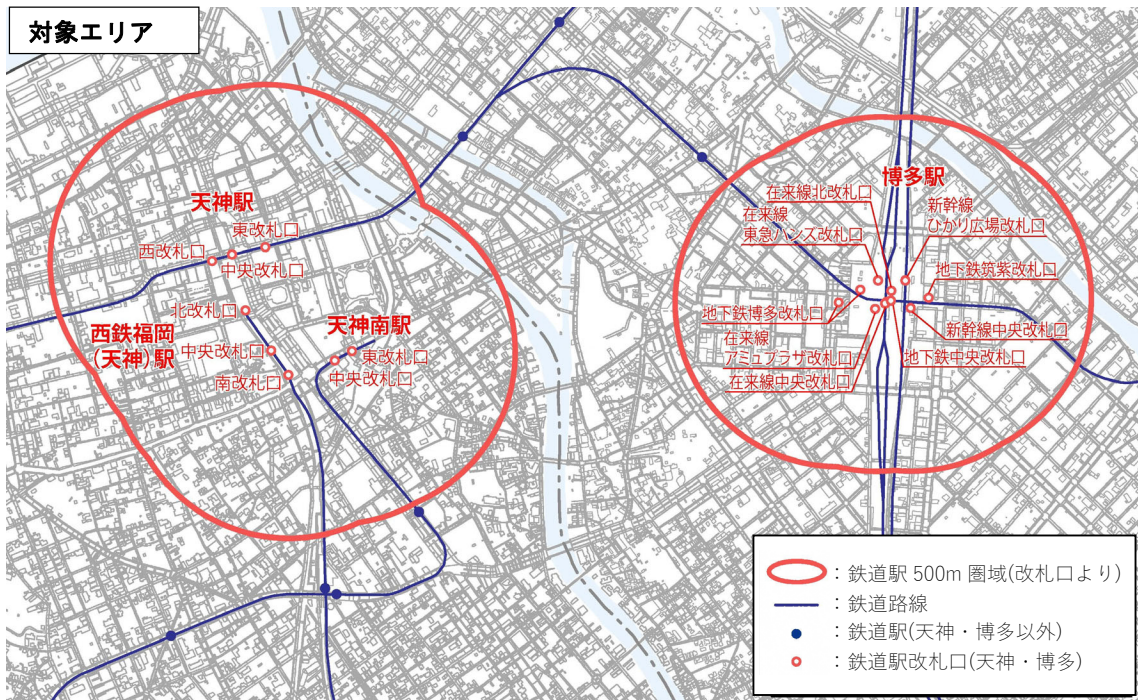 対象エリア
天神駅
東改札口
西改札口
中央改札口
北改札口
西鉄福岡
(天神)駅
中央改札口
南改札口
天神南駅
東改札口
中央改札口
博多駅
在来線北改札口
新幹線
ひかり広場改札口
在来線
東急ハンズ改札口
地下鉄筑紫改札口
地下鉄博多改札口
新幹線中央改札口
在来線
アミュプラザ改札口
地下鉄中央改札口
在来線中央改札口
：鉄道駅 500m 圏域(改札口より)
：鉄道路線
：鉄道駅(天神・博多以外)
：鉄道駅改札口(天神・博多)